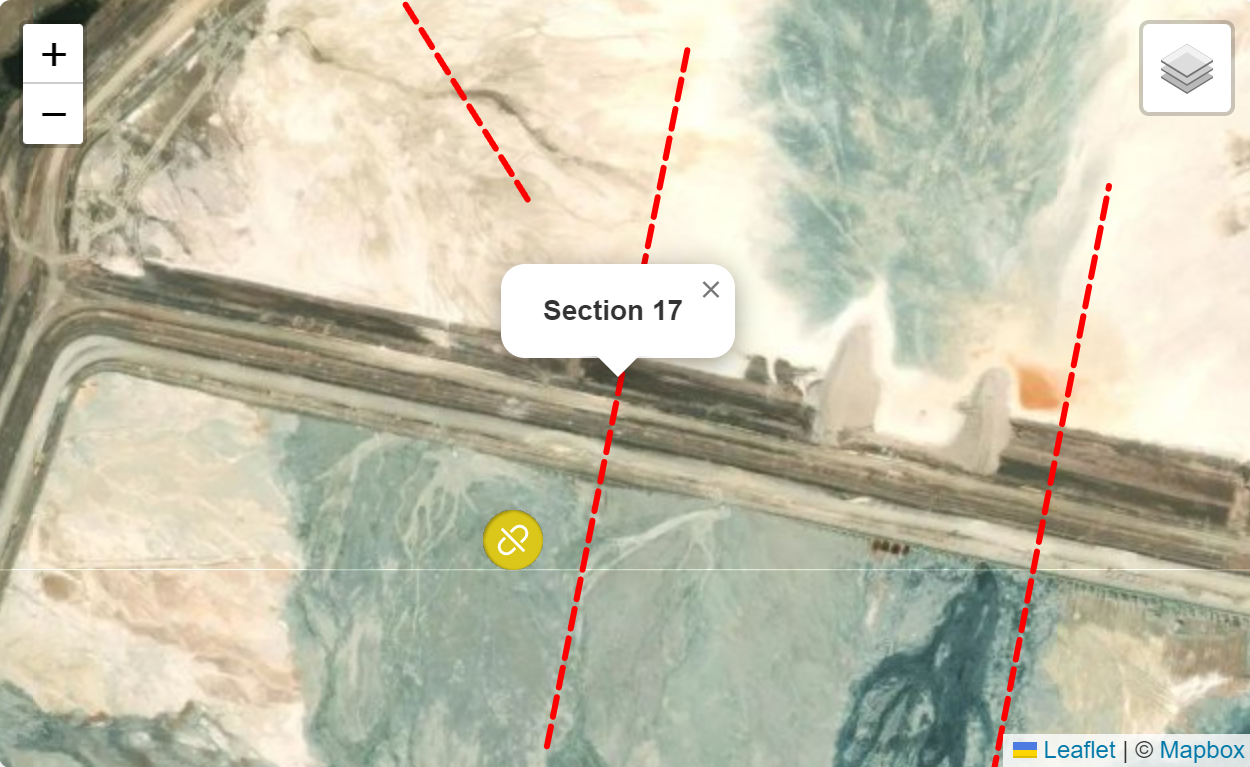 +
−
Section 17 ×
Leaflet | © Mapbox